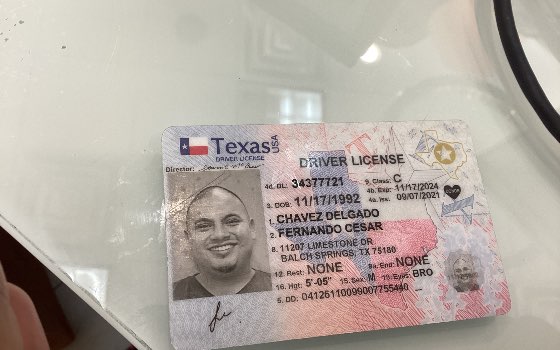 Texas USA
DRIVER LICENSE
Director:
DRIVER LICENSE
4d. DL: 34377721 9. Class: C
3. DOB: 11/17/1992 4b. Exp: 11/17/2024
4a. Iss: 09/07/2021
1. CHAVEZ DELGADO
2. FERNANDO CESAR
8. 11207 LIMESTONE DR
BALCH SPRINGS, TX 75180
12. Rest: NONE 9a. End: NONE
16. Hgt: 5'-05" 15. Sex: M 18. Eyes: BRO
5. DD: 04126110099007755440